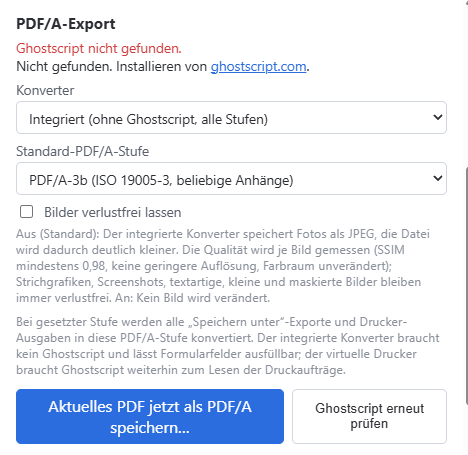 PDF/A-Export
Ghostscript nicht gefunden.
Nicht gefunden. Installieren von ghostscript.com.
Konverter
Integriert (ohne Ghostscript, alle Stufen)
Standard-PDF/A-Stufe
PDF/A-3b (ISO 19005-3, beliebige Anhänge)
Bilder verlustfrei lassen
Aus (Standard): Der integrierte Konverter speichert Fotos als JPEG, die Datei
wird dadurch deutlich kleiner. Die Qualität wird je Bild gemessen (SSIM
mindestens 0,98, keine geringere Auflösung, Farbraum unverändert);
Strichgrafiken, Screenshots, textartige, kleine und maskierte Bilder bleiben
immer verlustfrei. An: Kein Bild wird verändert.
Bei gesetzter Stufe werden alle „Speichern unter“-Exporte und Drucker-
Ausgaben in diese PDF/A-Stufe konvertiert. Der integrierte Konverter braucht
kein Ghostscript und lässt Formularfelder ausfüllbar; der virtuelle Drucker
braucht Ghostscript weiterhin zum Lesen der Druckaufträge.
Aktuelles PDF jetzt als PDF/A
speichern...
Ghostscript erneut
prüfen